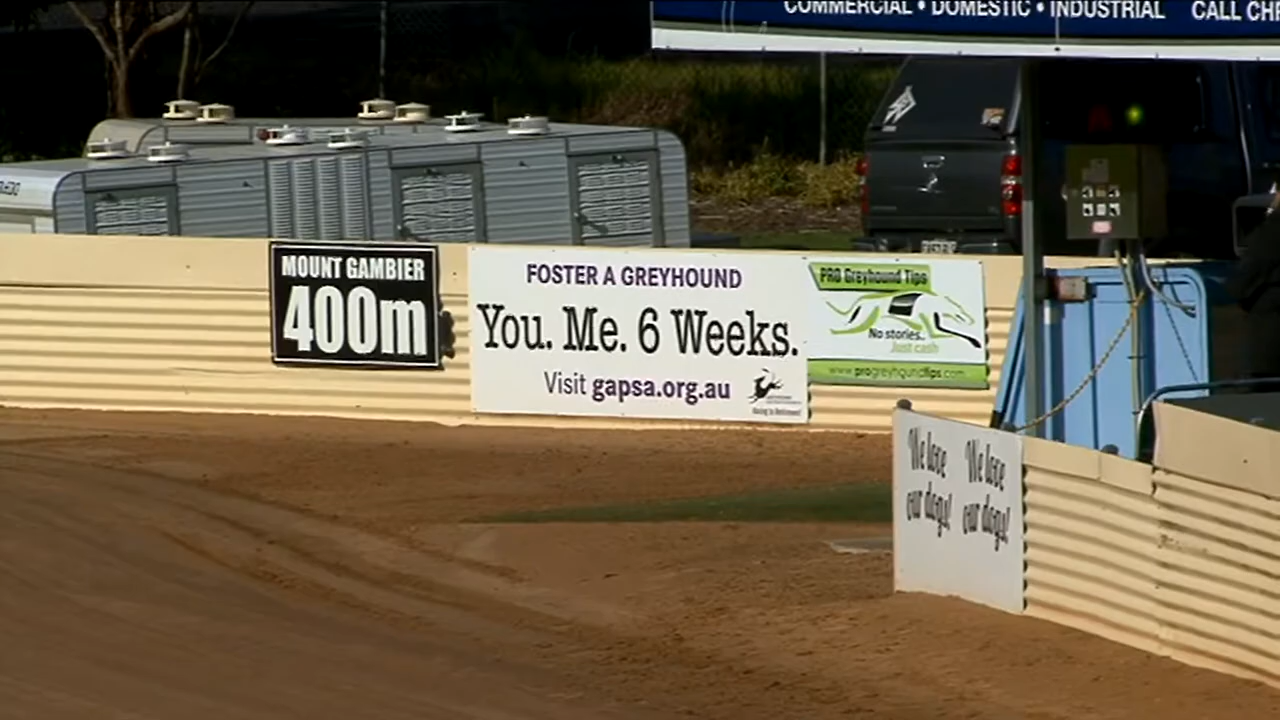 COMMERCIAL • DOMESTIC • INDUSTRIAL CALL
MOUNT GAMBIER
400m
FOSTER A GREYHOUND
You. Me. 6 Weeks.
Visit gapsa.org.au
PRO Greyhound Tips
No stories..
Just cash
www.progreyhoundtips.com
We love
our dogs!
We love
our dogs!